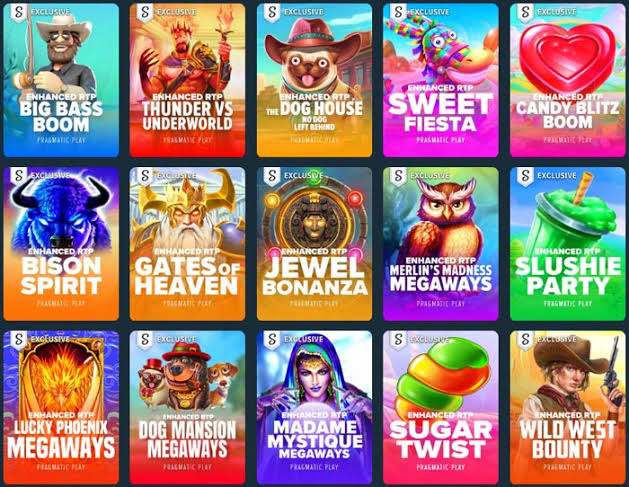 S EXCLUSIVE
ENHANCED RTP
BIG BASS
BOOM
PRAGMATIC PLAY
S EXCLUSIVE
ENHANCED RTP
THUNDER VS
UNDERWORLD
PRAGMATIC PLAY
S EXCLUSIVE
ENHANCED RTP
THE DOG HOUSE
NO DOG
LEFT BEHIND
PRAGMATIC PLAY
S EXCLUSIVE
ENHANCED RTP
SWEET
FIESTA
PRAGMATIC PLAY
S EXCLUSIVE
ENHANCED RTP
CANDY BLITZ
BOOM
PRAGMATIC PLAY
S EXCLUSIVE
ENHANCED RTP
BISON
SPIRIT
PRAGMATIC PLAY
S EXCLUSIVE
ENHANCED RTP
GATES OF
HEAVEN
PRAGMATIC PLAY
S EXCLUSIVE
ENHANCED RTP
JEWEL
BONANZA
PRAGMATIC PLAY
S EXCLUSIVE
ENHANCED RTP
MERLIN'S MADNESS
MEGAWAYS
PRAGMATIC PLAY
S EXCLUSIVE
ENHANCED RTP
SLUSHIE
PARTY
PRAGMATIC PLAY
S EXCLUSIVE
ENHANCED RTP
LUCKY PHOENIX
MEGAWAYS
PRAGMATIC PLAY
S EXCLUSIVE
ENHANCED RTP
DOG MANSION
MEGAWAYS
PRAGMATIC PLAY
S EXCLUSIVE
ENHANCED RTP
MADAME
MYSTIQUE
MEGAWAYS
PRAGMATIC PLAY
S EXCLUSIVE
ENHANCED RTP
SUGAR
TWIST
PRAGMATIC PLAY
S EXCLUSIVE
ENHANCED RTP
WILD WEST
BOUNTY
PRAGMATIC PLAY